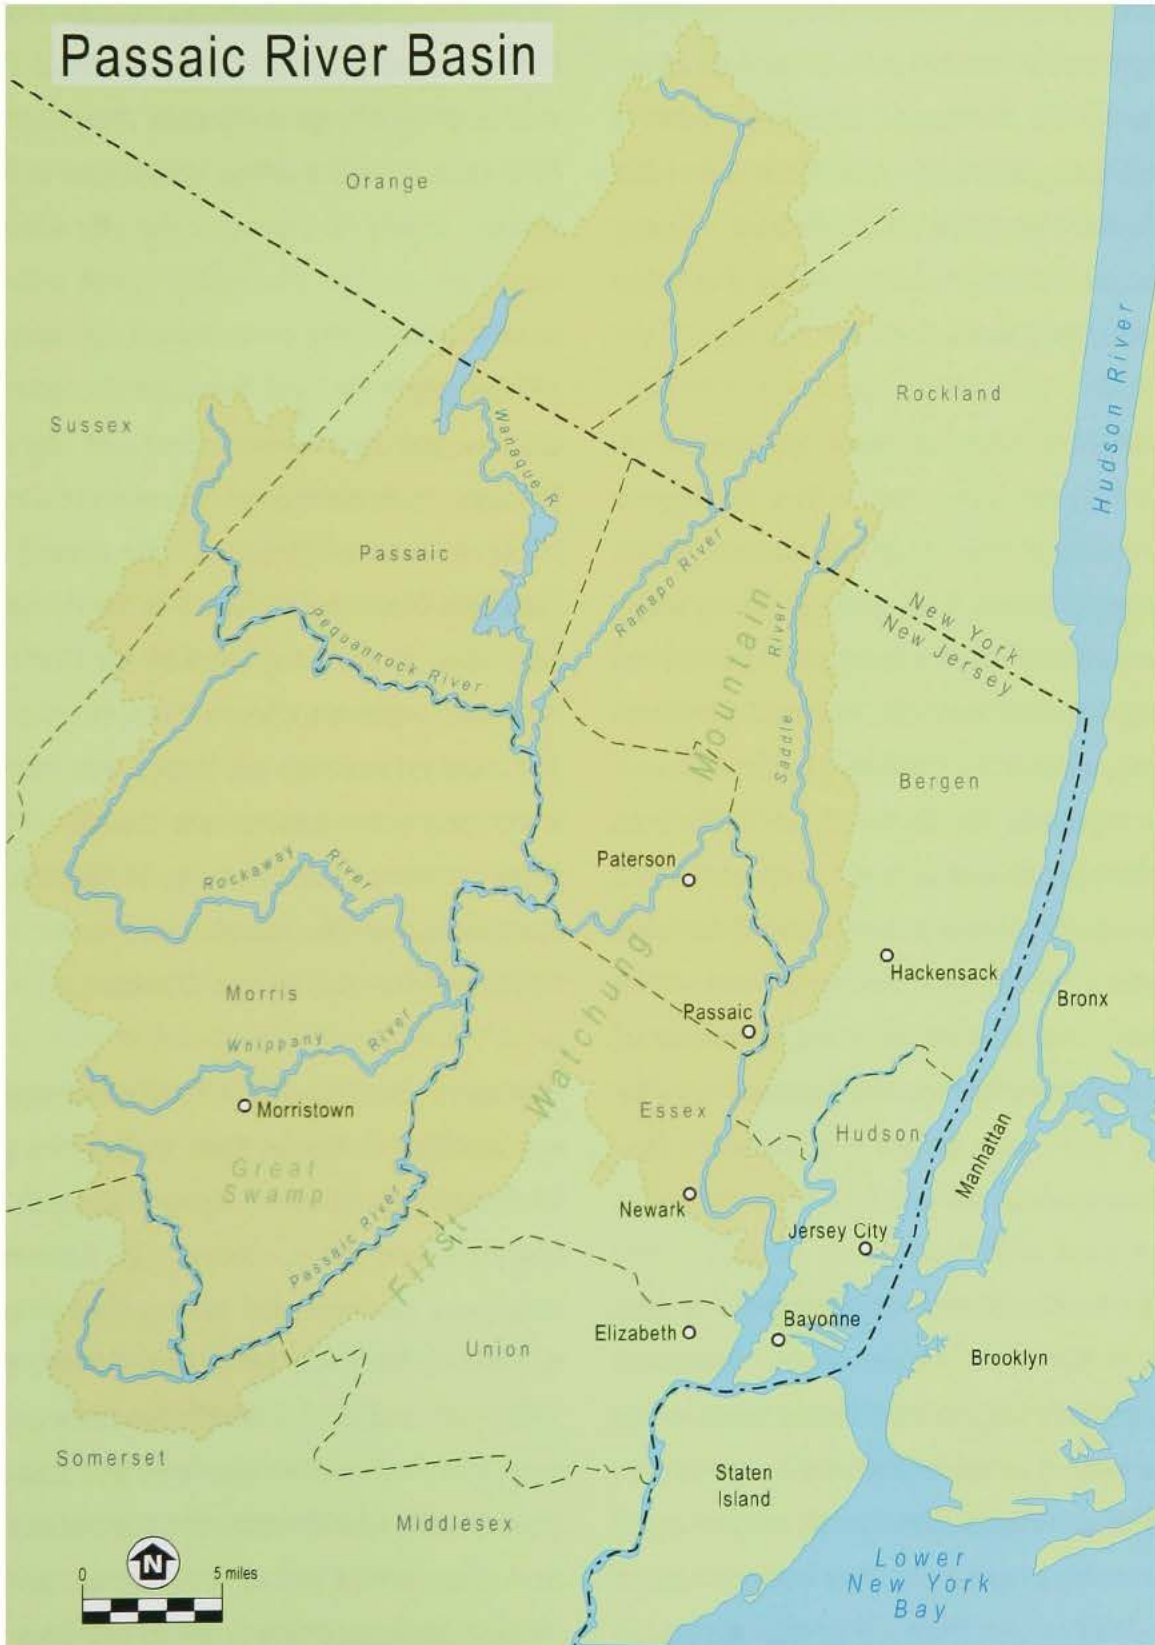 Passaic River Basin
Orange
Hudson River
Rockland
Sussex
Wanaque R
Passaic
Ramapo River
New York
New Jersey
Pequannock River
Mountain
Saddle River
Bergen
Paterson
Rockaway River
Hackensack
Morris
Bronx
Passaic
Whippany River
Watchung
Morristown
Essex
Hudson
Manhattan
Great
Swamp
Newark
Passaic River
First
Jersey City
Elizabeth
Bayonne
Union
Brooklyn
Somerset
Staten
Island
Middlesex
N
0 5 miles
Lower
New York
Bay